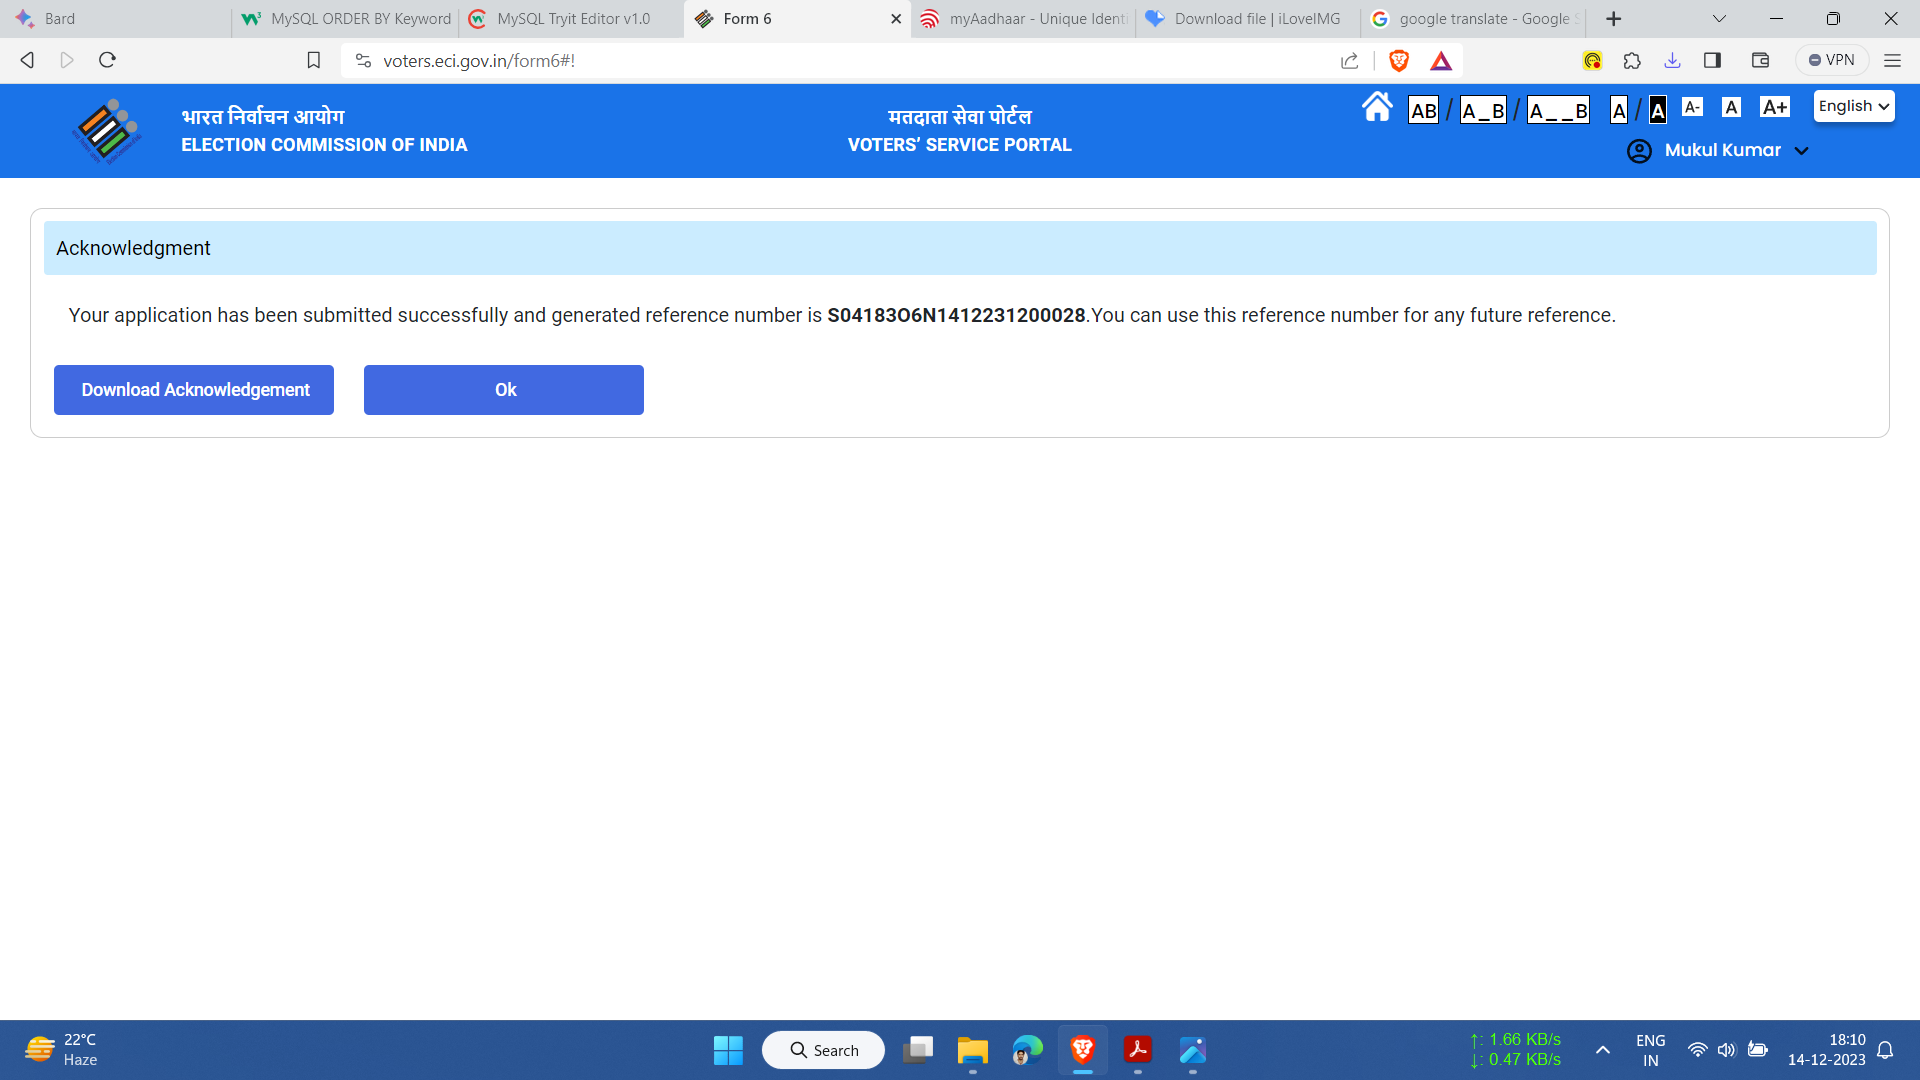 Bard
MySQL ORDER BY Keyword
MySQL Tryit Editor v1.0
Form 6
myAadhaar - Unique Identi
Download file | iLoveIMG
google translate - Google S
voters.eci.gov.in/form6#!
VPN
भारत निर्वाचन आयोग
ELECTION COMMISSION OF INDIA
मतदाता सेवा पोर्टल
VOTERS’ SERVICE PORTAL
AB / A_B / A__B A / A A- A A+ English
Mukul Kumar
Acknowledgment
Your application has been submitted successfully and generated reference number is S04183O6N1412231200028.You can use this reference number for any future reference.
Download Acknowledgement
Ok
22°C
Haze
Search
↑: 1.66 KB/s
↓: 0.47 KB/s
ENG
IN
18:10
14-12-2023